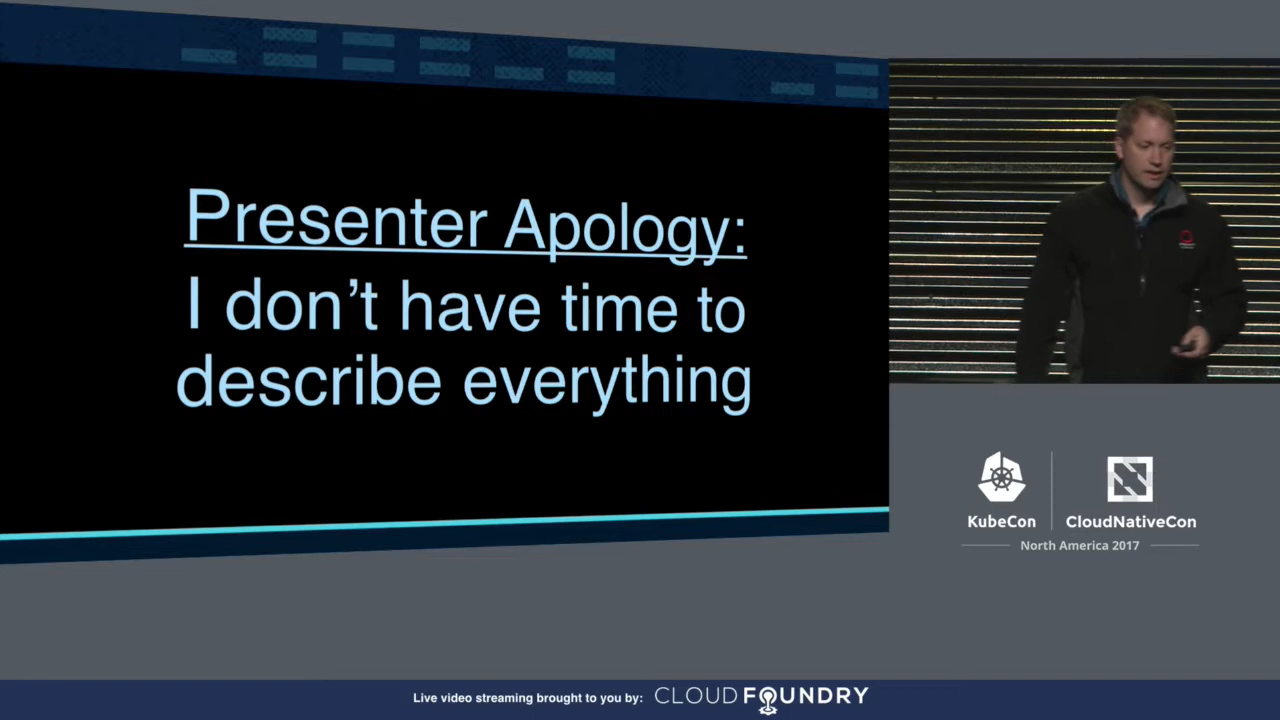 Presenter Apology:
I don't have time to
describe everything
KubeCon
CloudNativeCon
North America 2017
Live video streaming brought to you by: CLOUD FOUNDRY